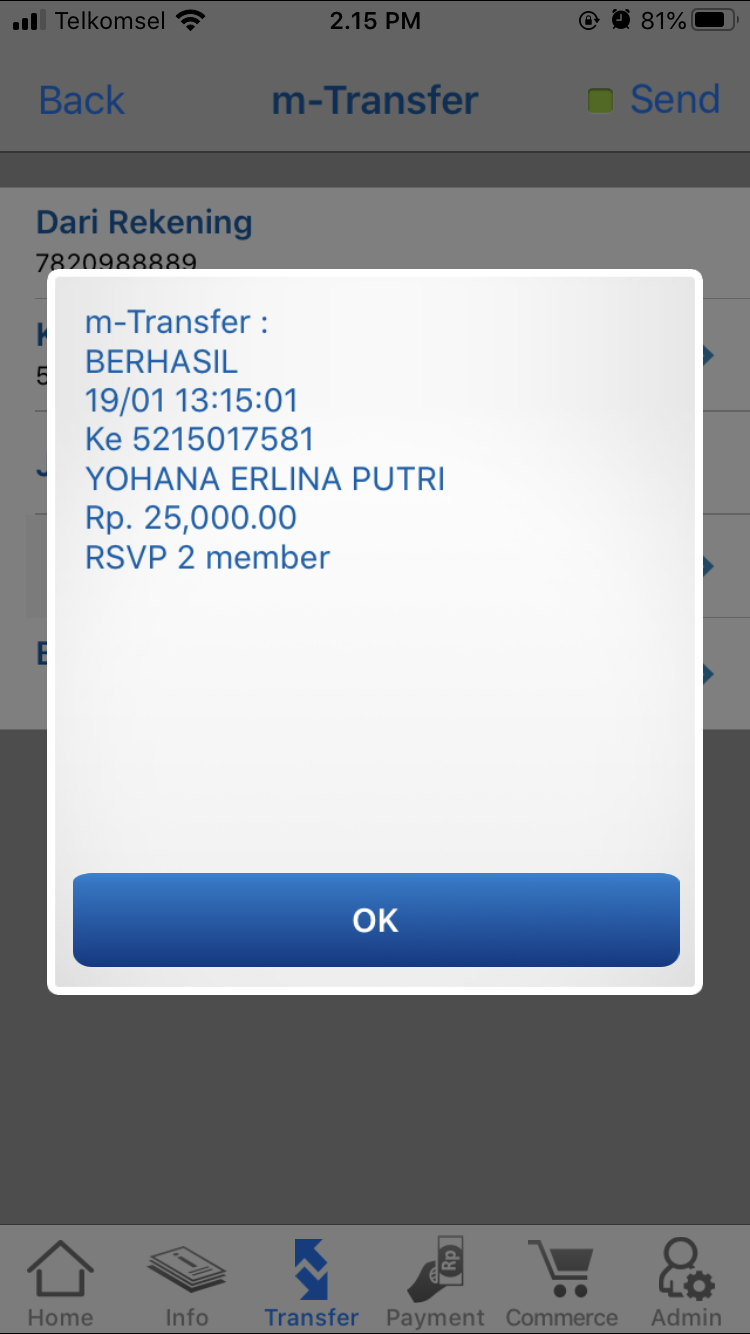 Telkomsel 2.15 PM 81%
Back m-Transfer Send
Dari Rekening
7820988889
m-Transfer :
BERHASIL
19/01 13:15:01
Ke 5215017581
YOHANA ERLINA PUTRI
Rp. 25,000.00
RSVP 2 member
OK
Rp
Home Info Transfer Payment Commerce Admin